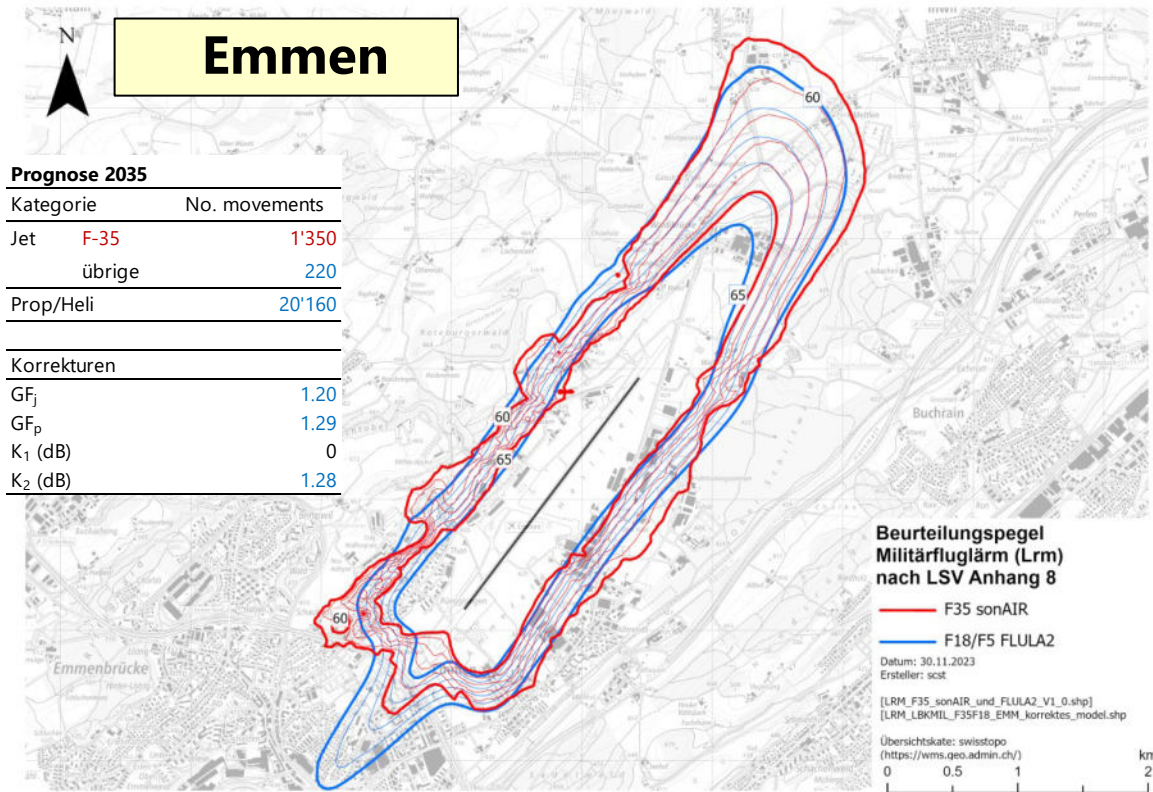 N
Emmen
Prognose 2035
Kategorie No. movements
Jet F-35 1'350
übrige 220
Prop/Heli 20'160
Korrekturen
GFj 1.20
GFp 1.29
K1 (dB) 0
K2 (dB) 1.28
60
65
60
65
60
Buchrain
Emmenbrücke
Beurteilungspegel
Militärfluglärm (Lrm)
nach LSV Anhang 8
F35 sonAIR
F18/F5 FLULA2
Datum: 30.11.2023
Ersteller: scst
[LRM_F35_sonAIR_und_FLULA2_V1_0.shp]
[LRM_LBKMIL_F35F18_EMM_korrektes_model.shp
Übersichtskate: swisstopo
(https://wms.geo.admin.ch/)
km
0 0.5 1 2